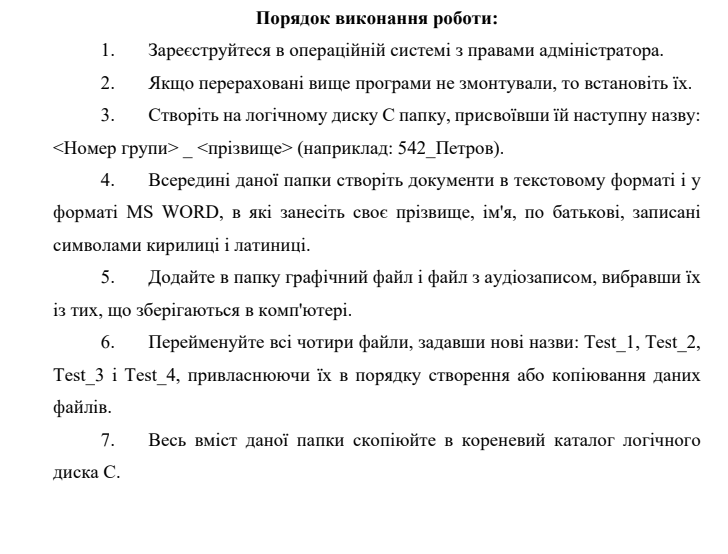 Порядок виконання роботи:
1. Зареєструйтеся в операційній системі з правами адміністратора.
2. Якщо перераховані вище програми не змонтували, то встановіть їх.
3. Створіть на логічному диску С папку, присвоївши їй наступну назву:
<Номер групи> _ <прізвище> (наприклад: 542_Петров).
4. Всередині даної папки створіть документи в текстовому форматі і у
форматі MS WORD, в які занесіть своє прізвище, ім'я, по батькові, записані
символами кирилиці і латиниці.
5. Додайте в папку графічний файл і файл з аудіозаписом, вибравши їх
із тих, що зберігаються в комп'ютері.
6. Перейменуйте всі чотири файли, задавши нові назви: Test_1, Test_2,
Test_3 і Test_4, привласнюючи їх в порядку створення або копіювання даних
файлів.
7. Весь вміст даної папки скопіюйте в кореневий каталог логічного
диска С.